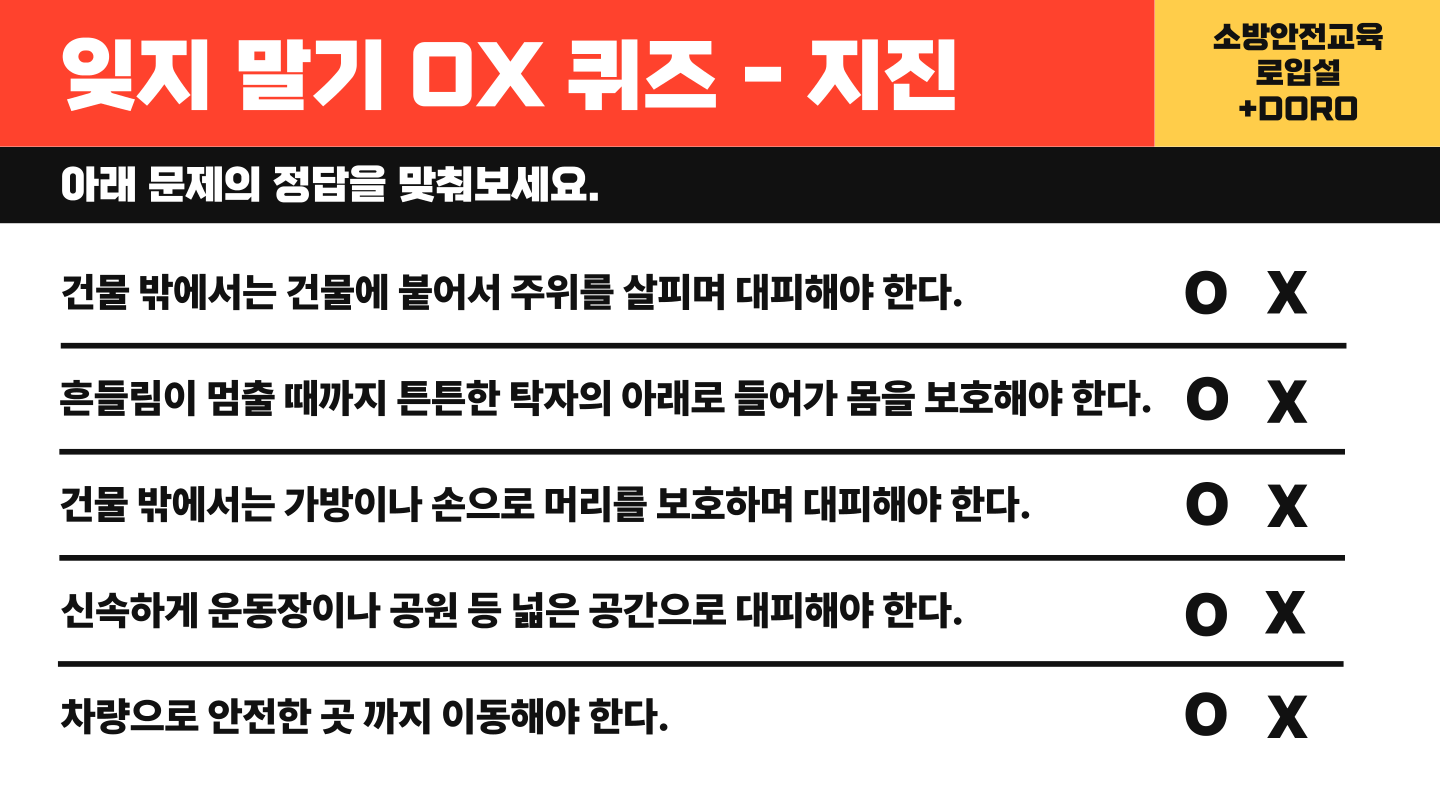 잊지 말기 OX 퀴즈 - 지진
소방안전교육
로입설
+DORO
아래 문제의 정답을 맞춰보세요.
건물 밖에서는 건물에 붙어서 주위를 살피며 대피해야 한다. O X
흔들림이 멈출 때까지 튼튼한 탁자의 아래로 들어가 몸을 보호해야 한다. O X
건물 밖에서는 가방이나 손으로 머리를 보호하며 대피해야 한다. O X
신속하게 운동장이나 공원 등 넓은 공간으로 대피해야 한다. O X
차량으로 안전한 곳 까지 이동해야 한다. O X